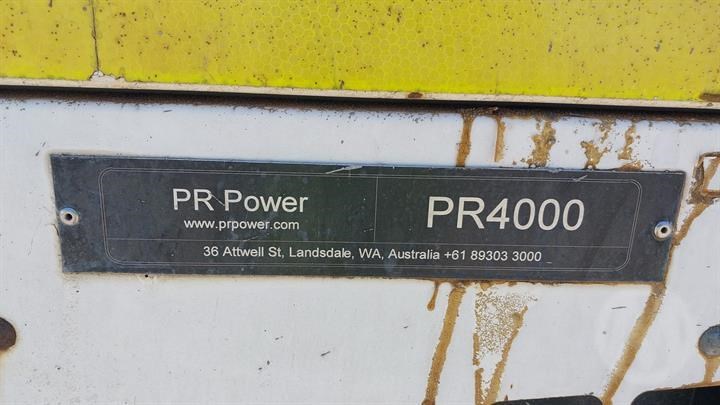 PR Power
www.prpower.com
PR4000
36 Attwell St, Landsdale, WA, Australia +61 89303 3000